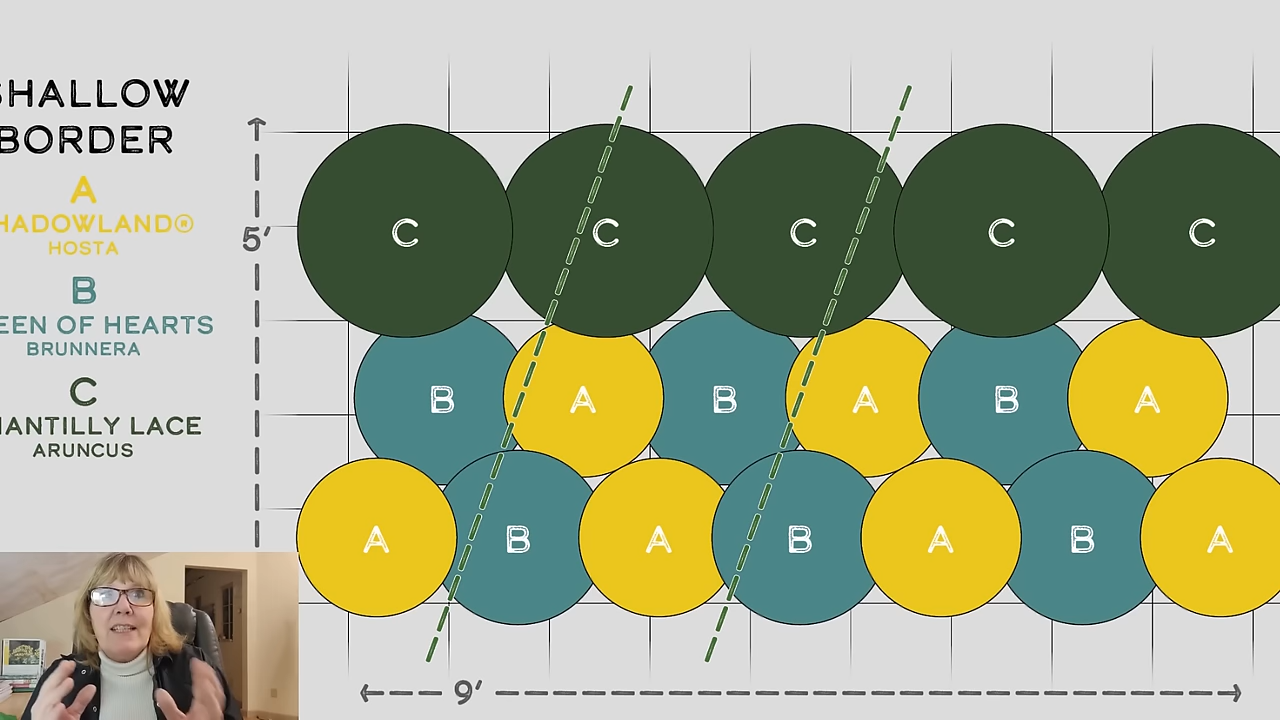 SHALLOW
BORDER
A
HADOWLAND®
HOSTA
B
EEN OF HEARTS
BRUNNERA
C
HANTILLY LACE
ARUNCUS
5'
C C C C C
B A B A B A
A B A B A B A
9'